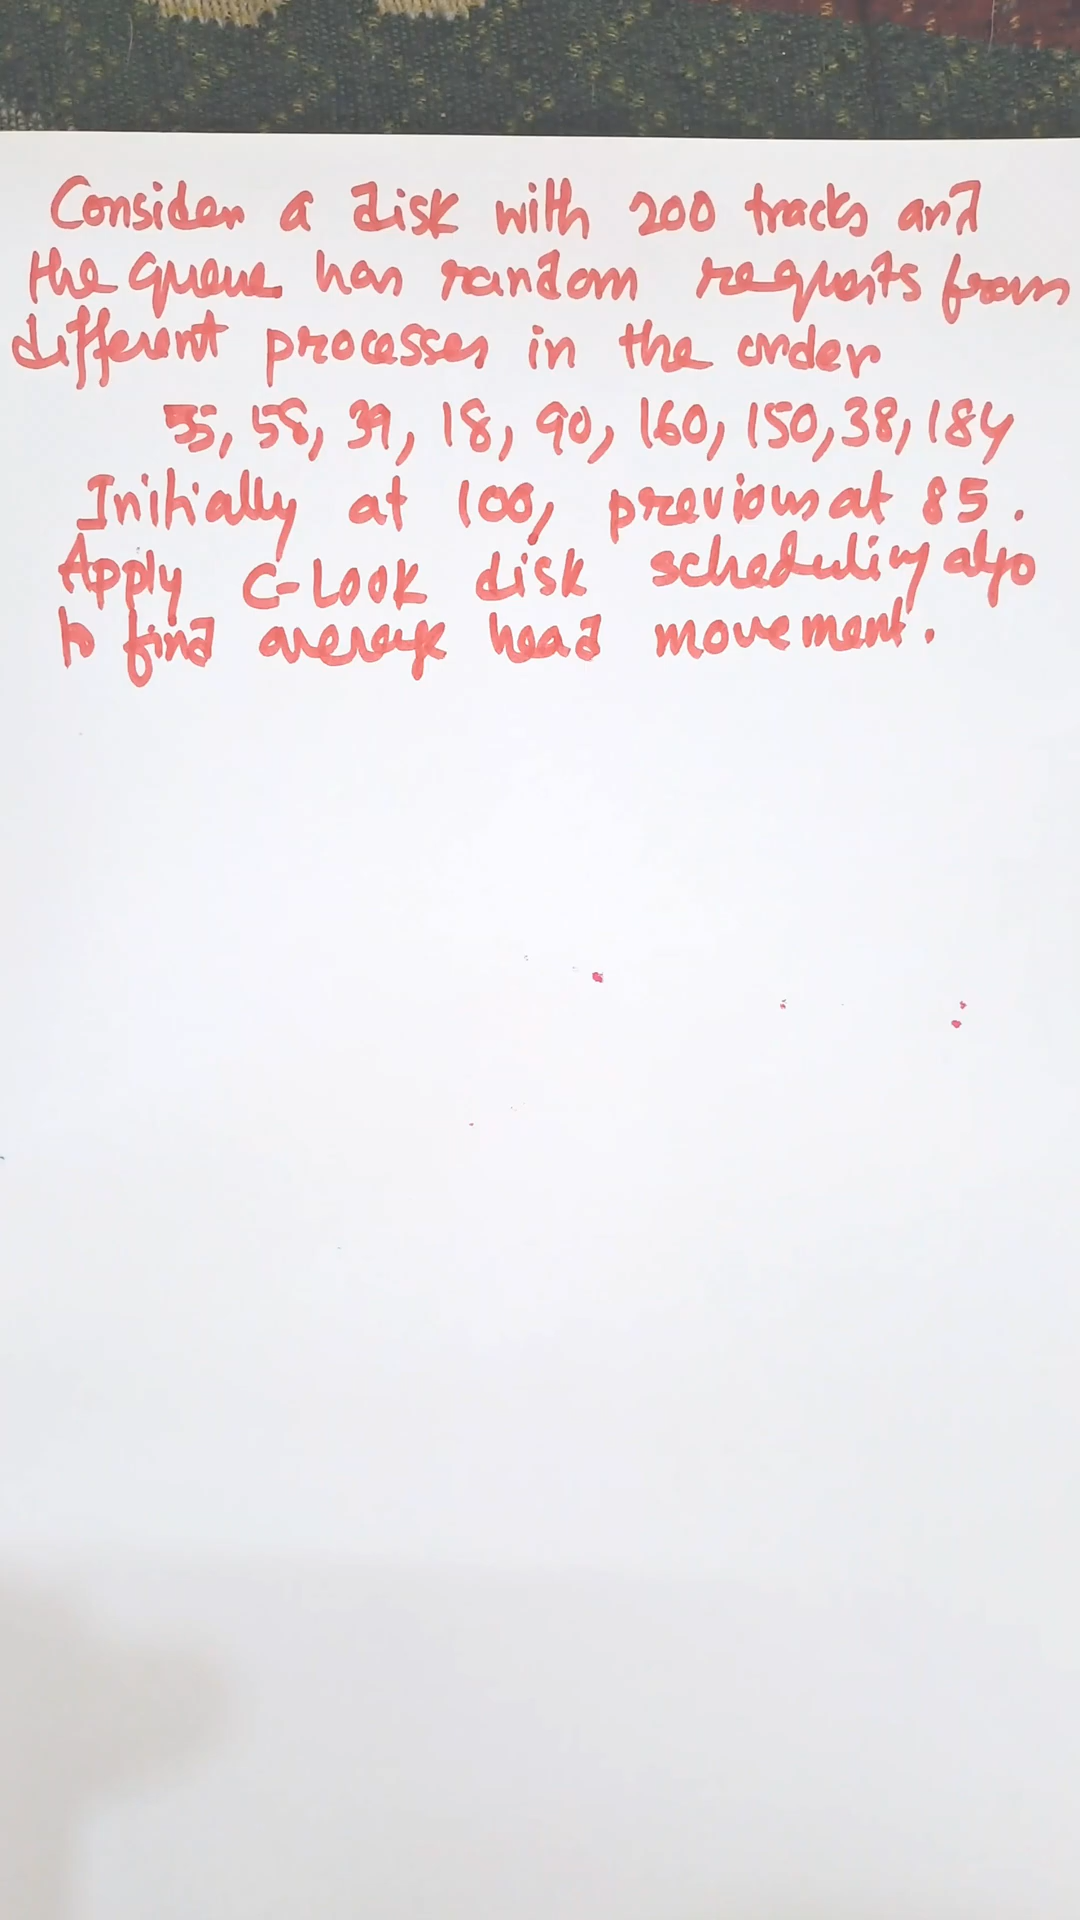 Consider a disk with 200 tracks and
the queue has random requests from
different processes in the order
55, 58, 39, 18, 90, 160, 150, 38, 184
Initially at 100, previous at 85.
Apply C-LOOK disk scheduling algo
to find average head movement.